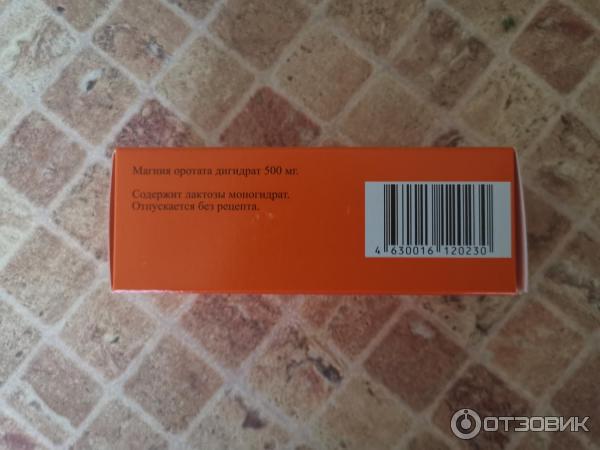 Магния оротата дигидрат 500 мг.
Содержит лактозы моногидрат.
Отпускается без рецепта.
4 630016 120230
ОТЗОВИК